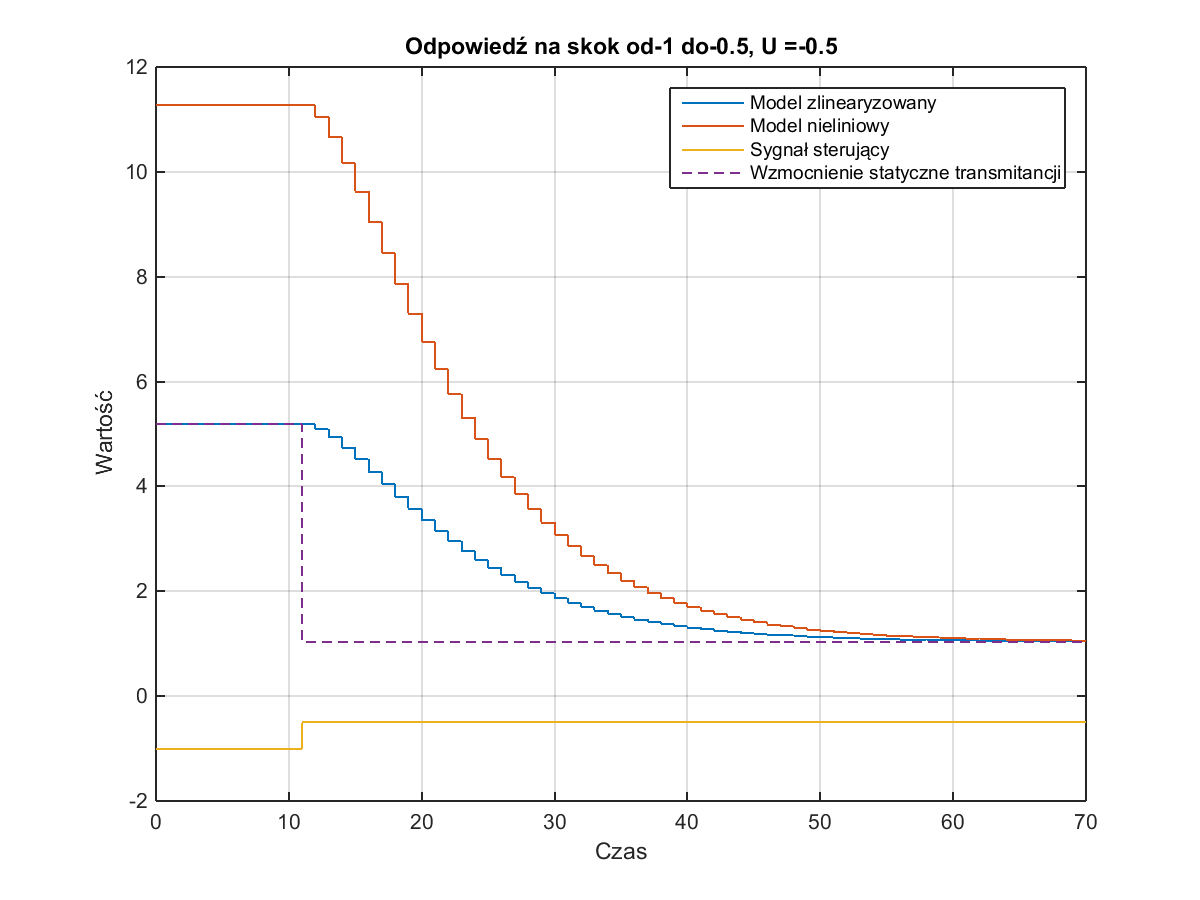 Odpowiedź na skok od-1 do-0.5, U =-0.5
Model zlinearyzowany
Model nieliniowy
Sygnał sterujący
Wzmocnienie statyczne transmitancji
Wartość
12
10
8
6
4
2
0
-2
0 10 20 30 40 50 60 70
Czas